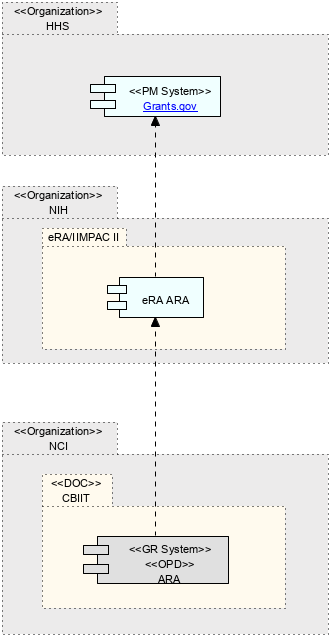 <<Organization>>
HHS
<<PM System>>
Grants.gov
<<Organization>>
NIH
eRA/IIMPAC II
eRA ARA
<<Organization>>
NCI
<<DOC>>
CBIIT
<<GR System>>
<<OPD>>
ARA